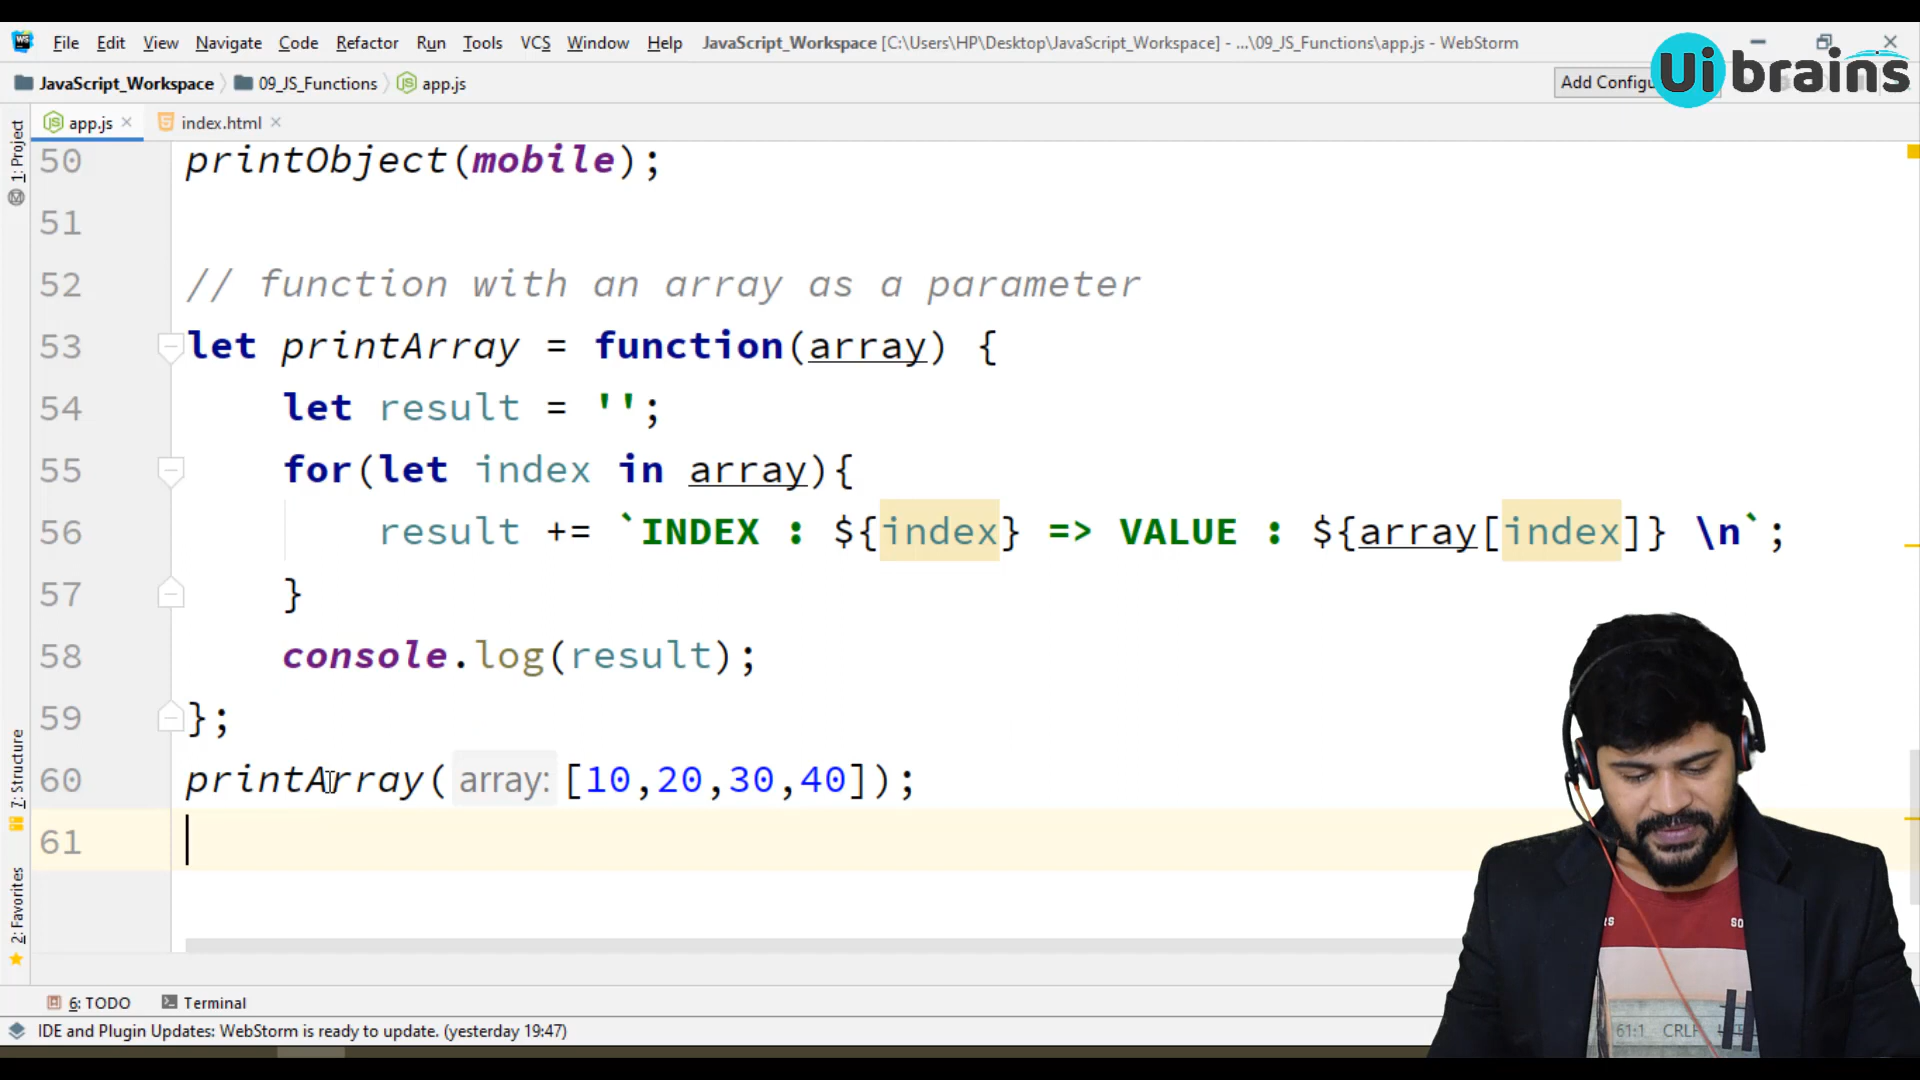 WS File Edit View Navigate Code Refactor Run Tools VCS Window Help JavaScript_Workspace [C:\Users\HP\Desktop\JavaScript_Workspace] - ...\09_JS_Functions\app.js - WebStorm
JavaScript_Workspace 09_JS_Functions app.js Add Configu
Ui brains
app.js index.html
1: Project
50 printObject(mobile);
51
52 // function with an array as a parameter
53 let printArray = function(array) {
54 let result = '';
55 for(let index in array){
56 result += `INDEX : ${index} => VALUE : ${array[index]} \n`;
57 }
58 console.log(result);
59 };
60 printArray( array: [10,20,30,40]);
61
7: Structure
2: Favorites
6: TODO Terminal
IDE and Plugin Updates: WebStorm is ready to update. (yesterday 19:47) 61:1 CRLF